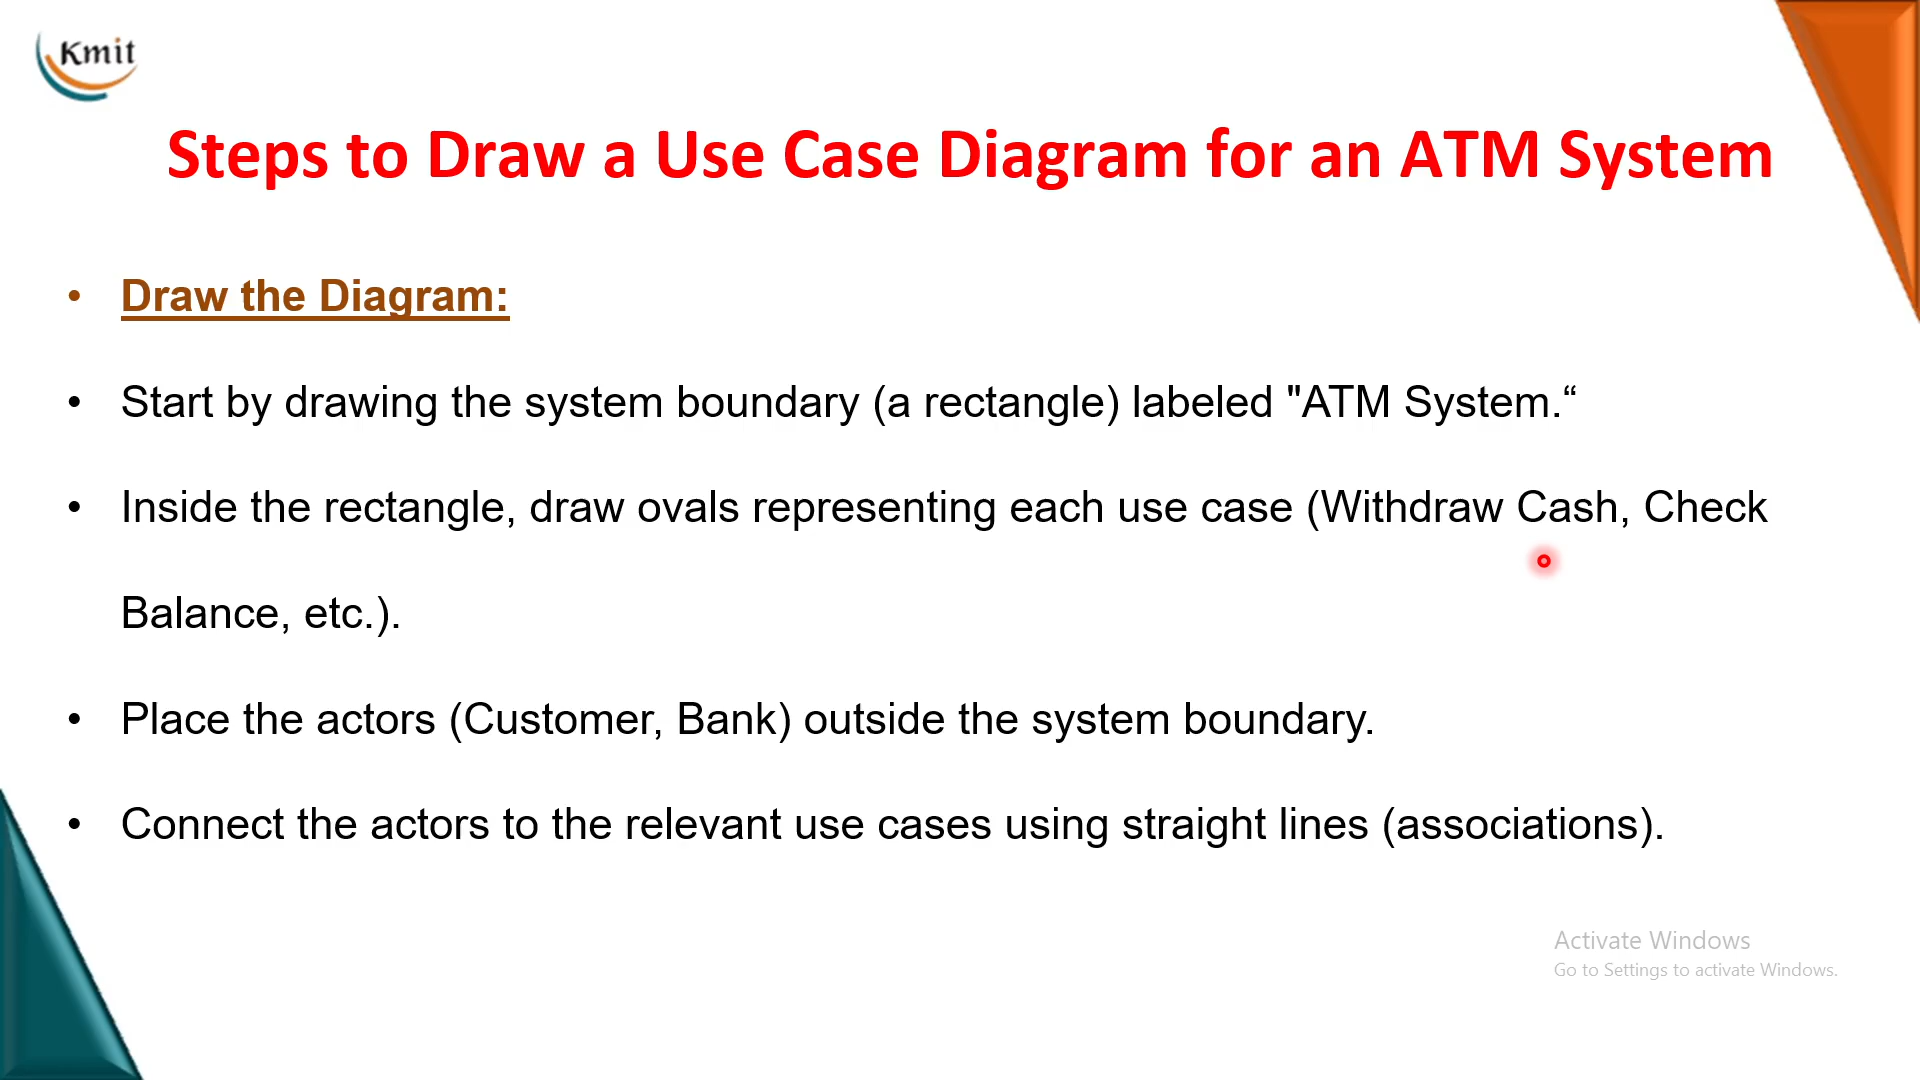 Kmit
Steps to Draw a Use Case Diagram for an ATM System
• Draw the Diagram:
• Start by drawing the system boundary (a rectangle) labeled "ATM System.“
• Inside the rectangle, draw ovals representing each use case (Withdraw Cash, Check
Balance, etc.).
• Place the actors (Customer, Bank) outside the system boundary.
• Connect the actors to the relevant use cases using straight lines (associations).
Activate Windows
Go to Settings to activate Windows.